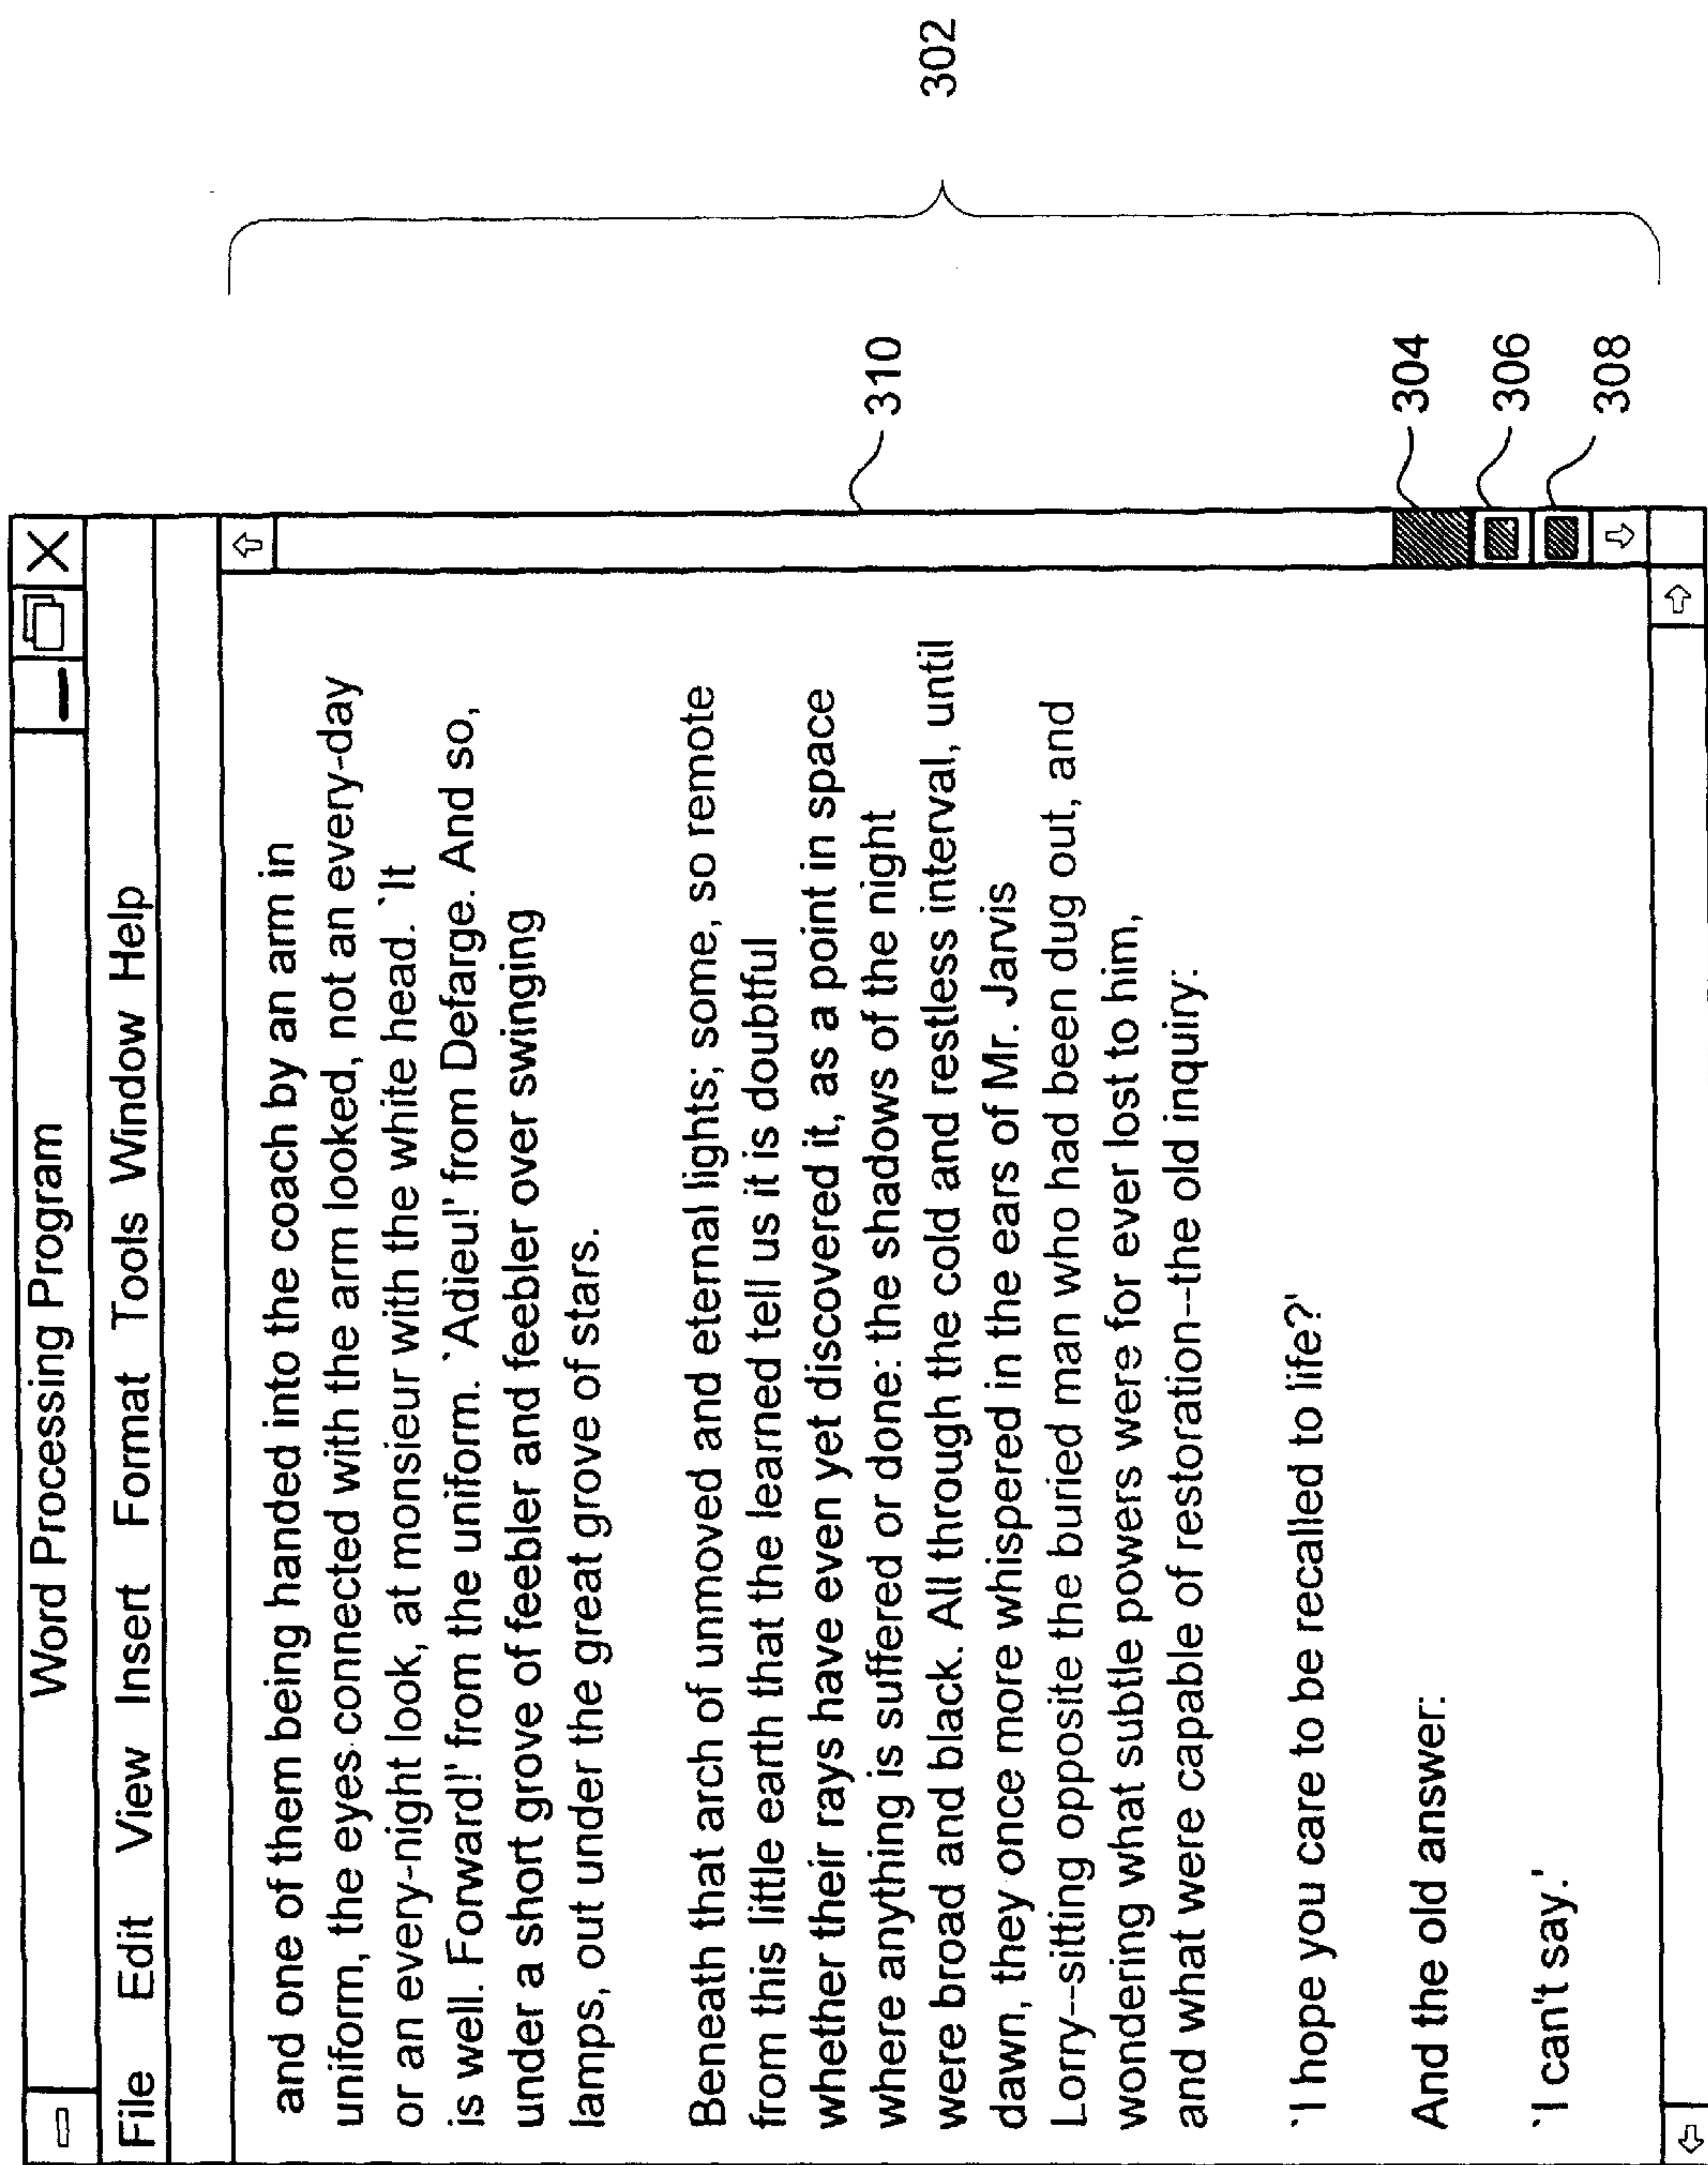 Word Processing Program
File Edit View Insert Format Tools Window Help
and one of them being handed into the coach by an arm in
uniform, the eyes connected with the arm looked, not an every-day
or an every-night look, at monsieur with the white head. `It
is well. Forward!' from the uniform. `Adieu!' from Defarge. And so,
under a short grove of feebler and feebler over swinging
lamps, out under the great grove of stars.
Beneath that arch of unmoved and eternal lights; some, so remote
from this little earth that the learned tell us it is doubtful
whether their rays have even yet discovered it, as a point in space
where anything is suffered or done: the shadows of the night
were broad and black. All through the cold and restless interval, until
dawn, they once more whispered in the ears of Mr. Jarvis
Lorry--sitting opposite the buried man who had been dug out, and
wondering what subtle powers were for ever lost to him,
and what were capable of restoration--the old inquiry:
`I hope you care to be recalled to life?'
And the old answer:
`I can't say.'
310
304
306
308
302